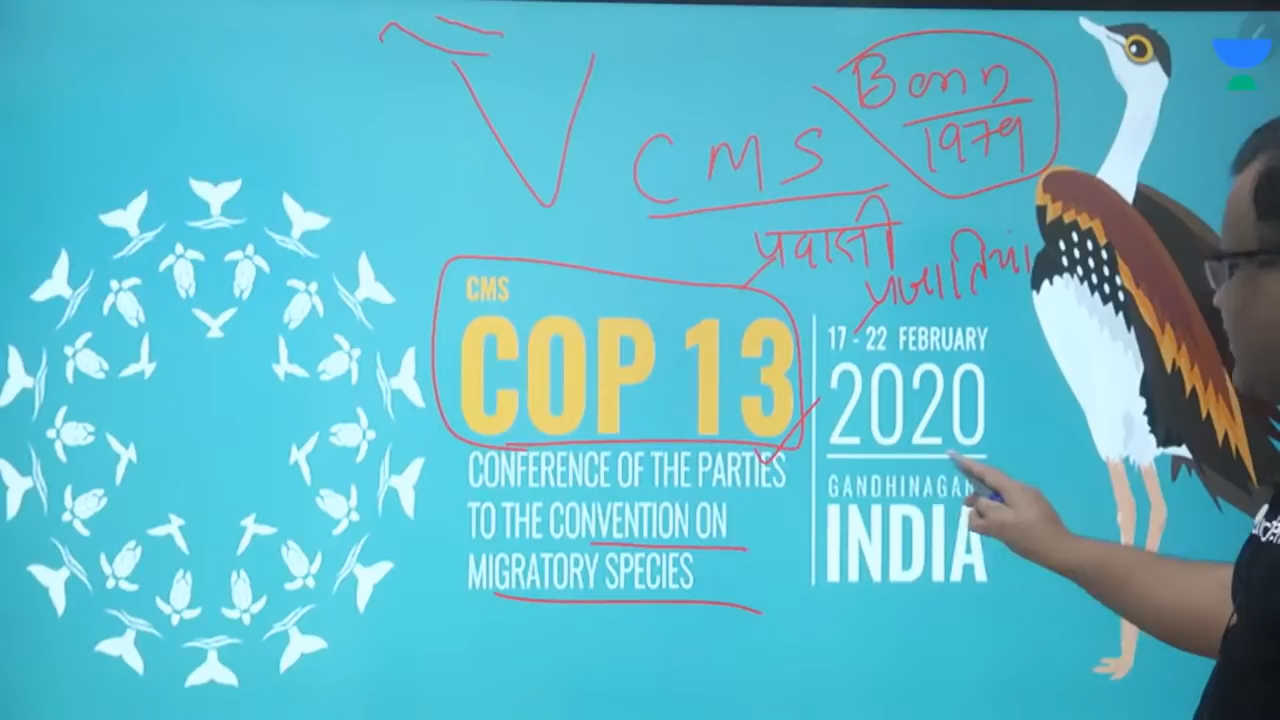 Bonn
1979
CMS
प्रवासी
प्रजातियां
CMS
COP 13
CONFERENCE OF THE PARTIES
TO THE CONVENTION ON
MIGRATORY SPECIES
17 - 22 FEBRUARY
2020
GANDHINAGAR
INDIA